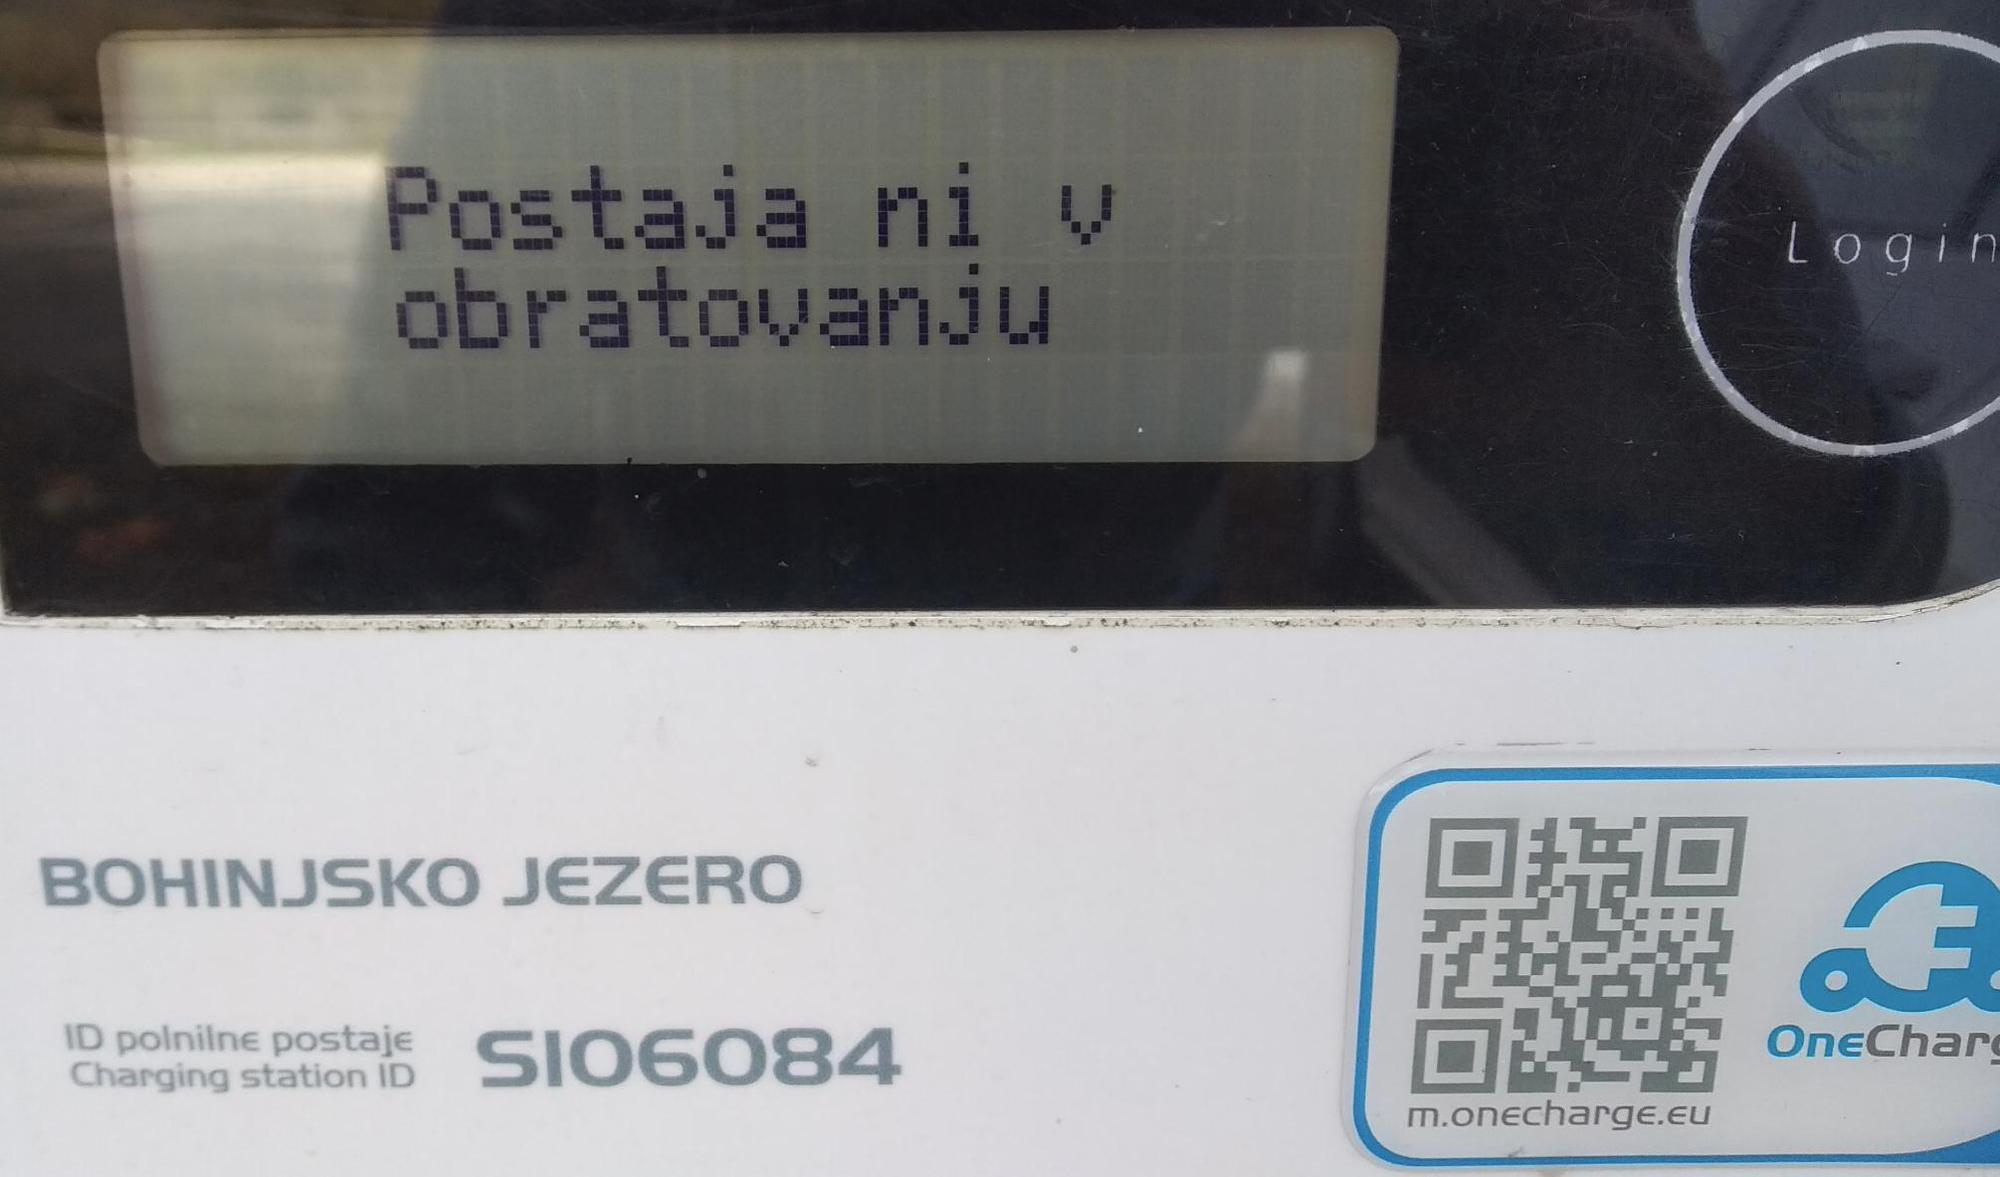 Postaja ni v
obratovanju
Login
BOHINJSKO JEZERO
ID polnilne postaje
Charging station ID
SI06084
m.onecharge.eu
OneCharg